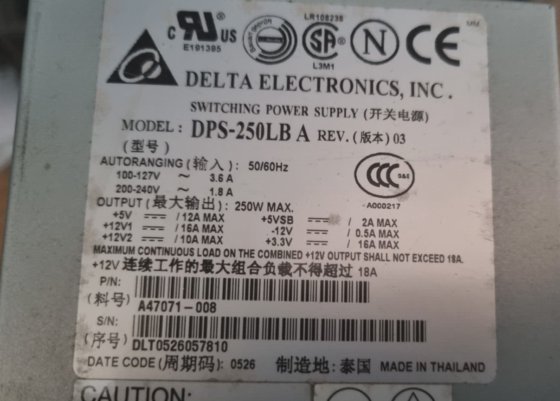 c RU US
E191395
LR108236
SA
L3M1
N
CE
DELTA ELECTRONICS, INC.
SWITCHING POWER SUPPLY (开关电源)
MODEL: DPS-250LB A REV. (版本) 03
(型号)
AUTORANGING (输入): 50/60Hz
100-127V ~ 3.6 A
200-240V ~ 1.8 A
CCC S&E
A000217
OUTPUT (最大输出): 250W MAX.
+5V / 12A MAX +5VSB / 2A MAX
+12V1 / 16A MAX -12V / 0.5A MAX
+12V2 / 10A MAX +3.3V / 16A MAX
MAXIMUM CONTINUOUS LOAD ON THE COMBINED +12V OUTPUT SHALL NOT EXCEED 18A.
+12V 连续工作的最大组合负载不得超过 18A
P/N:
(料号) A47071-008
S/N:
(序号) DLT0526057810
DATE CODE (周期码) : 0526 制造地: 泰国 MADE IN THAILAND
CAUTION: